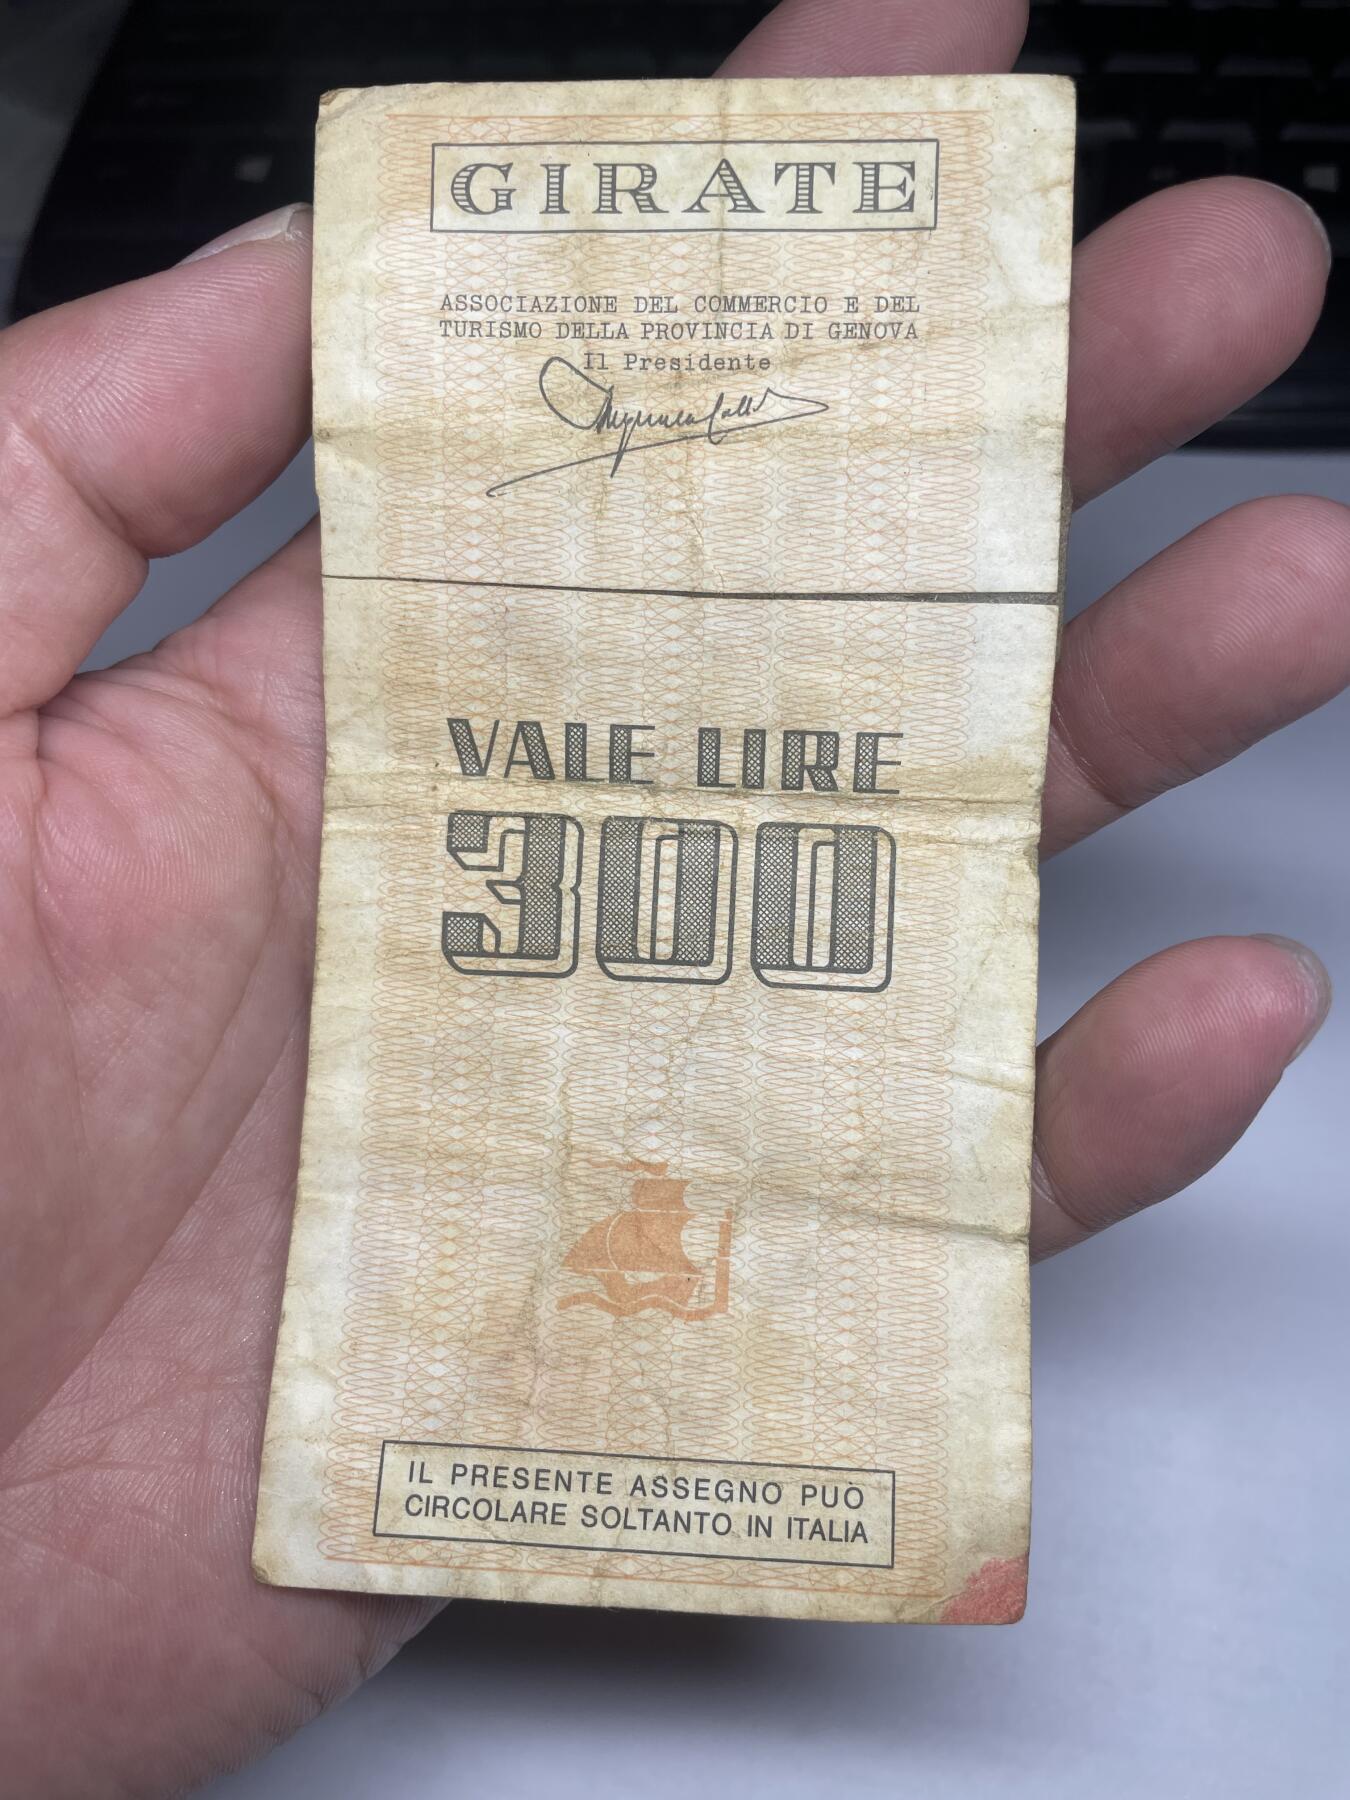 GIRATE
ASSOCIAZIONE DEL COMMERCIO E DEL
TURISMO DELLA PROVINCIA DI GENOVA
Il Presidente
VALE LIRE
300
IL PRESENTE ASSEGNO PUÒ
CIRCOLARE SOLTANTO IN ITALIA